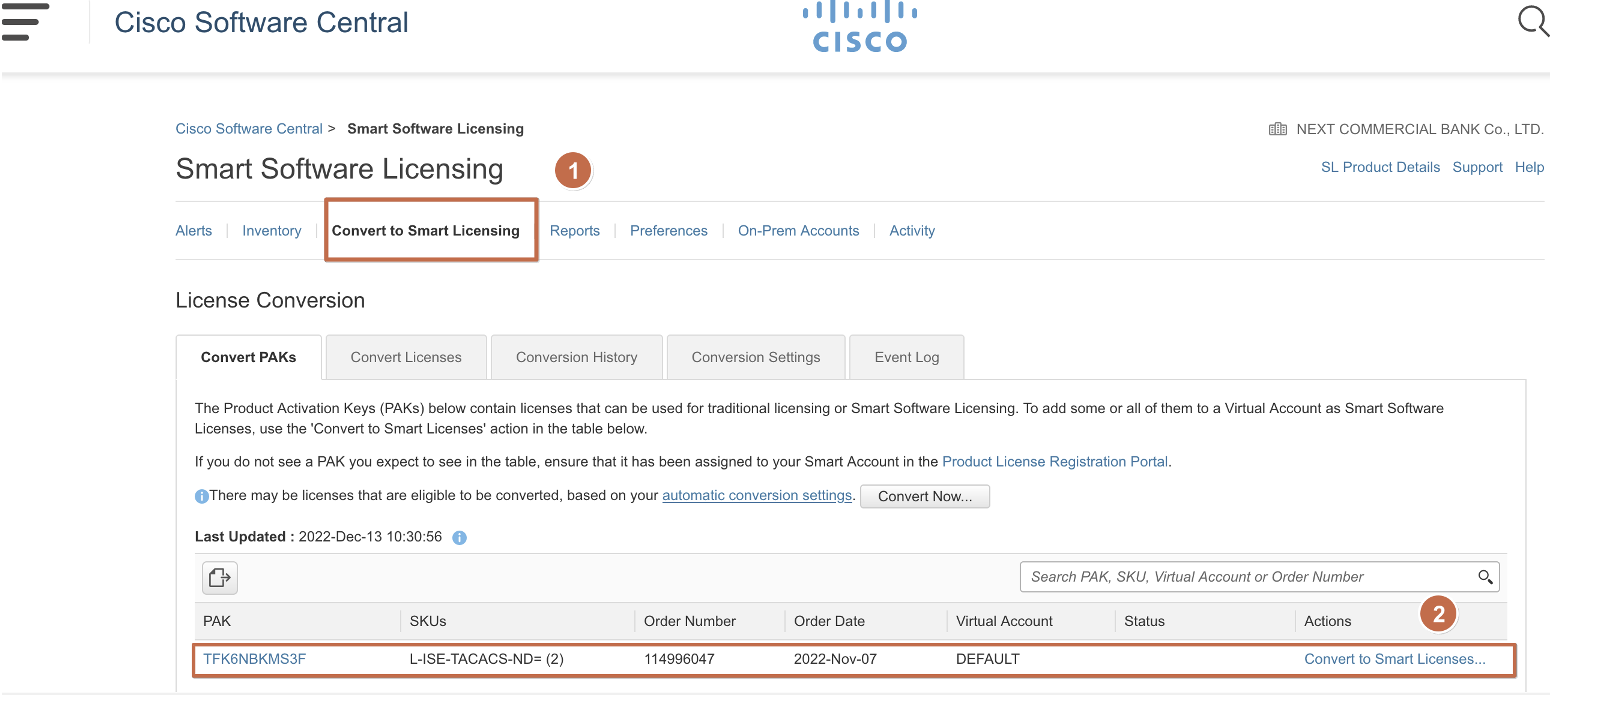 Cisco Software Central
CISCO
Cisco Software Central > Smart Software Licensing
NEXT COMMERCIAL BANK Co., LTD.
Smart Software Licensing
1
SL Product Details Support Help
Alerts Inventory Convert to Smart Licensing Reports Preferences On-Prem Accounts Activity
License Conversion
Convert PAKs Convert Licenses Conversion History Conversion Settings Event Log
The Product Activation Keys (PAKs) below contain licenses that can be used for traditional licensing or Smart Software Licensing. To add some or all of them to a Virtual Account as Smart Software
Licenses, use the 'Convert to Smart Licenses' action in the table below.
If you do not see a PAK you expect to see in the table, ensure that it has been assigned to your Smart Account in the Product License Registration Portal.
There may be licenses that are eligible to be converted, based on your automatic conversion settings. Convert Now...
Last Updated : 2022-Dec-13 10:30:56
Search PAK, SKU, Virtual Account or Order Number
PAK SKUs Order Number Order Date Virtual Account Status Actions 2
TFK6NBKMS3F L-ISE-TACACS-ND= (2) 114996047 2022-Nov-07 DEFAULT Convert to Smart Licenses...